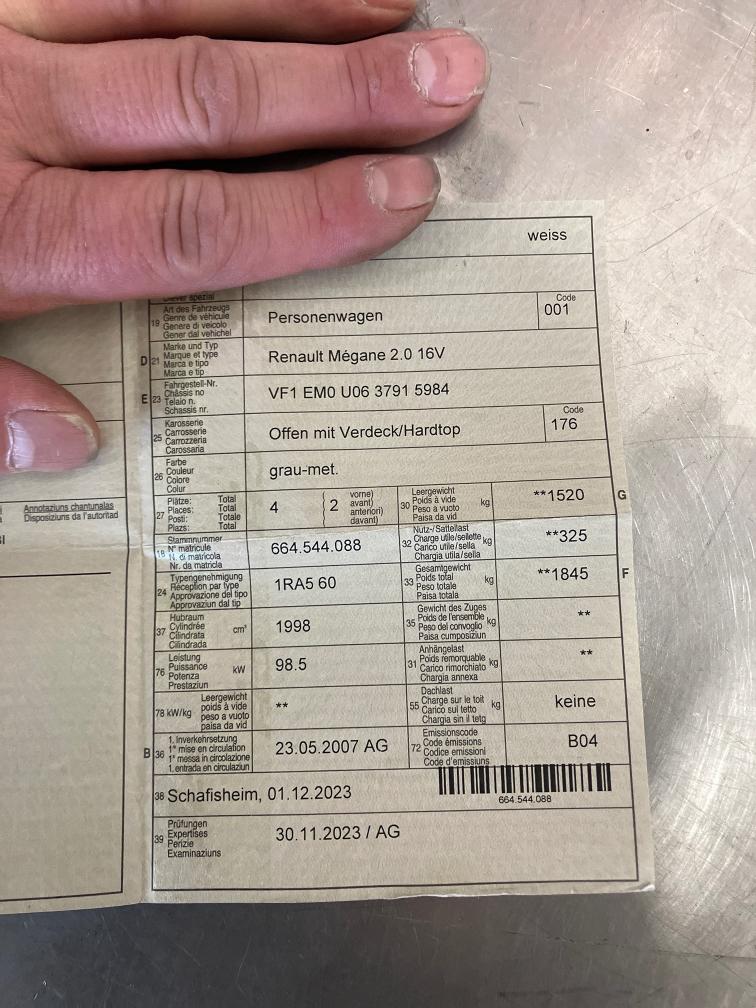 weiss
Art des Fahrzeugs
19 Genre de véhicule
Genere di veicolo
Gener dal vehichel
Personenwagen
Code
001
Marke und Typ
D 21 Marque et type
Marca e tipo
Marca e tip
Renault Mégane 2.0 16V
Fahrgestell-Nr.
E 23 Châssis no
Telaio n.
Schassis nr.
VF1 EM0 U06 3791 5984
Karosserie
25 Carrosserie
Carrozzeria
Carossaria
Offen mit Verdeck/Hardtop
Code
176
Farbe
26 Couleur
Colore
Colur
grau-met.
Plätze: Total
27 Places: Total
Posti: Totale
Plazs: Total
4 { 2
vorne)
avant)
anteriori)
davant)
Leergewicht
30 Poids à vide kg
Peso a vuoto
Paisa da vid
**1520 G
Stammnummer
18 N° matricule
N. di matricola
Nr. da matricla
664.544.088
Nutz-/Sattellast
32 Charge utile/sellette kg
Carico utile/sella
Chargia utila/sella
**325
Typengenehmigung
24 Réception par type
Approvazione del tipo
Approvaziun dal tip
1RA5 60
Gesamtgewicht
33 Poids total kg
Peso totale
Paisa totala
**1845 F
Hubraum
37 Cylindrée cm³
Cilindrata
Cilindrada
1998
Gewicht des Zuges
35 Poids de l'ensemble kg
Peso del convoglio
Paisa cumposiziun
**
Leistung
76 Puissance kW
Potenza
Prestaziun
98.5
Anhängelast
31 Poids remorquable kg
Carico rimorchiato
Chargia annexa
**
Leergewicht
78 kW/kg poids à vide
peso a vuoto
paisa da vid
**
Dachlast
55 Charge sur le toit kg
Carico sul tetto
Chargia sin il tetg
keine
1. Inverkehrsetzung
B 36 1re mise en circulation
1a messa in circolazione
1. entrada en circulaziun
23.05.2007 AG
Emissionscode
72 Code émissions
Codice emissioni
Code d'emissiuns
B04
38 Schafisheim, 01.12.2023
664.544.088
Prüfungen
39 Expertises
Perizie
Examinaziuns
30.11.2023 / AG
Annotaziuns chantunalas
Disposiziuns da l'autoritad